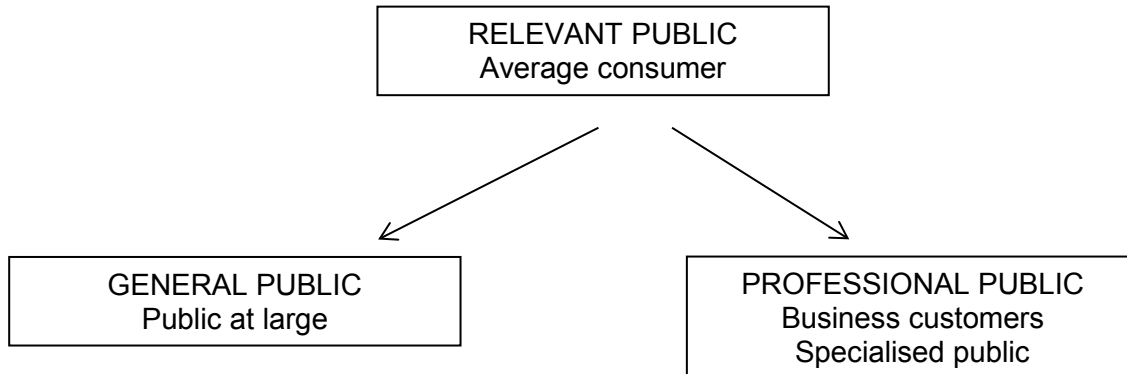 RELEVANT PUBLIC
Average consumer
GENERAL PUBLIC
Public at large
PROFESSIONAL PUBLIC
Business customers
Specialised public